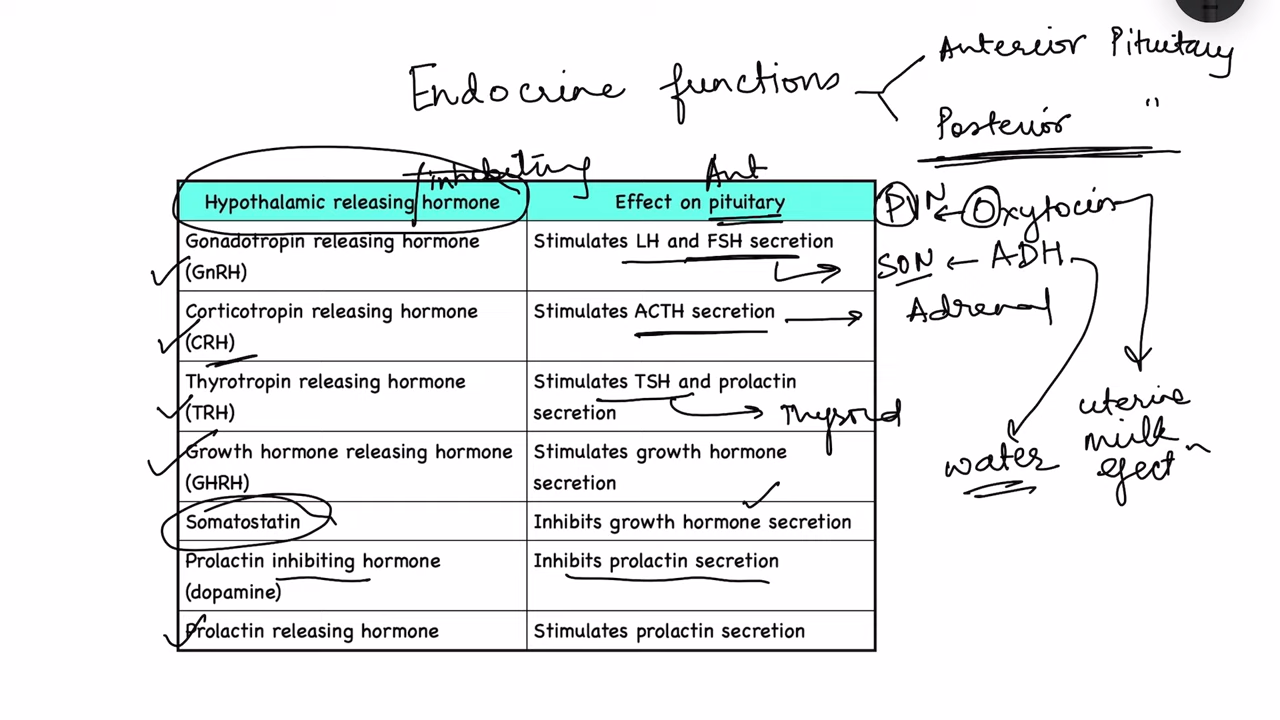 Anterior Pituitary
Endocrine functions
Posterior "
/inhibiting
Ant
Hypothalamic releasing hormone
Effect on pituitary
PVN ← Oxytocin
Gonadotropin releasing hormone
(GnRH)
Stimulates LH and FSH secretion
SON ← ADH
Corticotropin releasing hormone
(CRH)
Stimulates ACTH secretion
Adrenal
Thyrotropin releasing hormone
(TRH)
Stimulates TSH and prolactin
secretion
Thyroid
Growth hormone releasing hormone
(GHRH)
Stimulates growth hormone
secretion
water
uterine
milk
eject^n
Somatostatin
Inhibits growth hormone secretion
Prolactin inhibiting hormone
(dopamine)
Inhibits prolactin secretion
Prolactin releasing hormone
Stimulates prolactin secretion